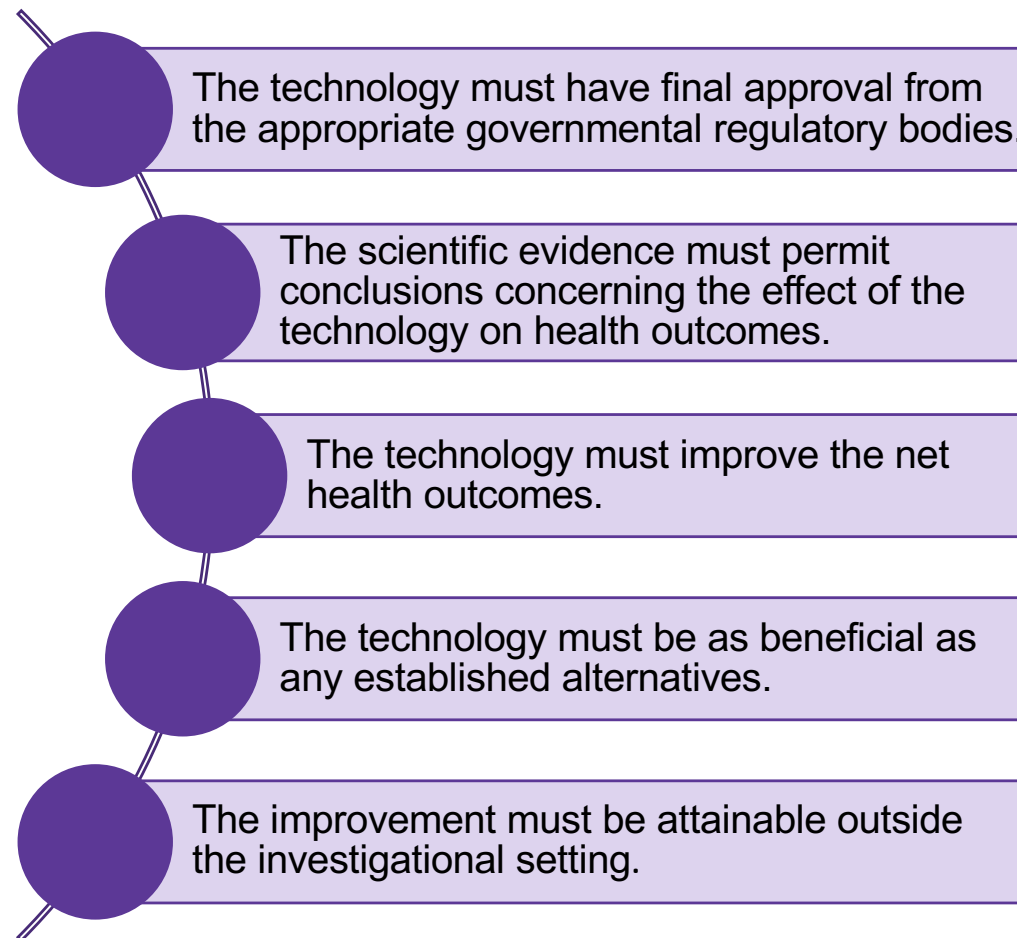 The technology must have final approval from
the appropriate governmental regulatory bodies.
The scientific evidence must permit
conclusions concerning the effect of the
technology on health outcomes.
The technology must improve the net
health outcomes.
The technology must be as beneficial as
any established alternatives.
The improvement must be attainable outside
the investigational setting.